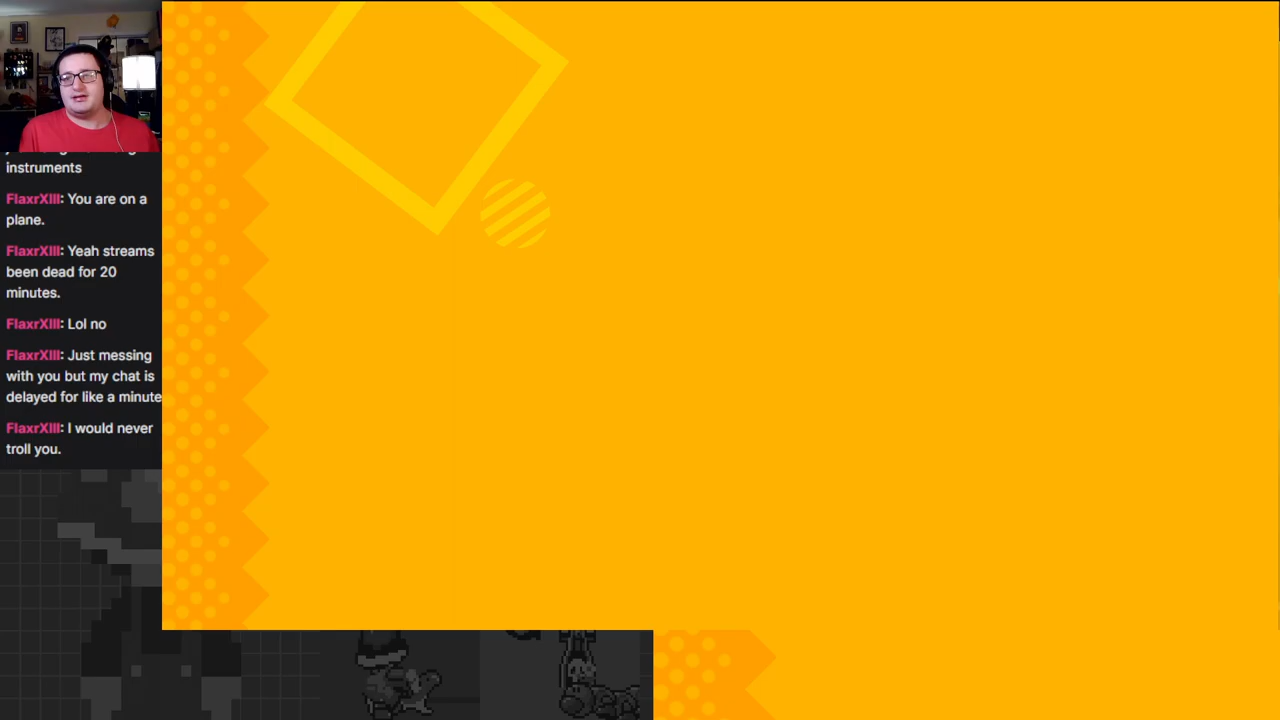 instruments
FlaxrXIII: You are on a
plane.
FlaxrXIII: Yeah streams
been dead for 20
minutes.
FlaxrXIII: Lol no
FlaxrXIII: Just messing
with you but my chat is
delayed for like a minute
FlaxrXIII: I would never
troll you.